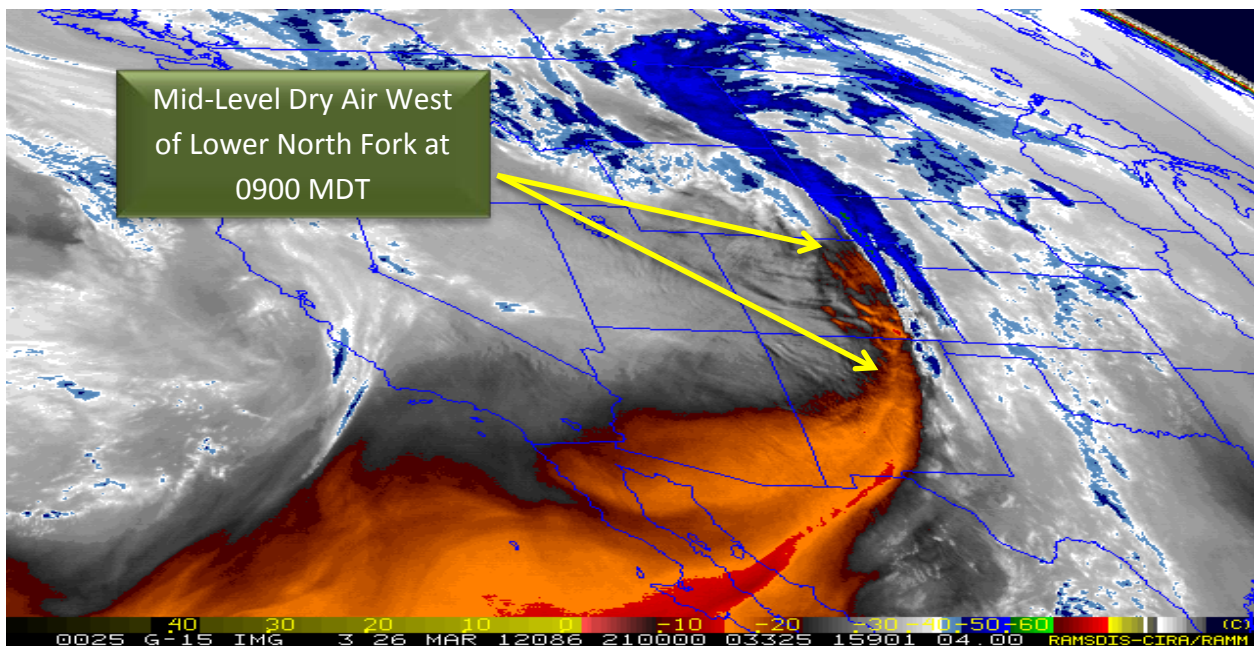 Mid-Level Dry Air West
of Lower North Fork at
0900 MDT
40 30 20 10 0 -10 -20 -30 -40 -50 -60 (C)
0025 G-15 IMG 3 26 MAR 12086 210000 03325 15901 04.00 RAMSDIS-CIRA/RAMM